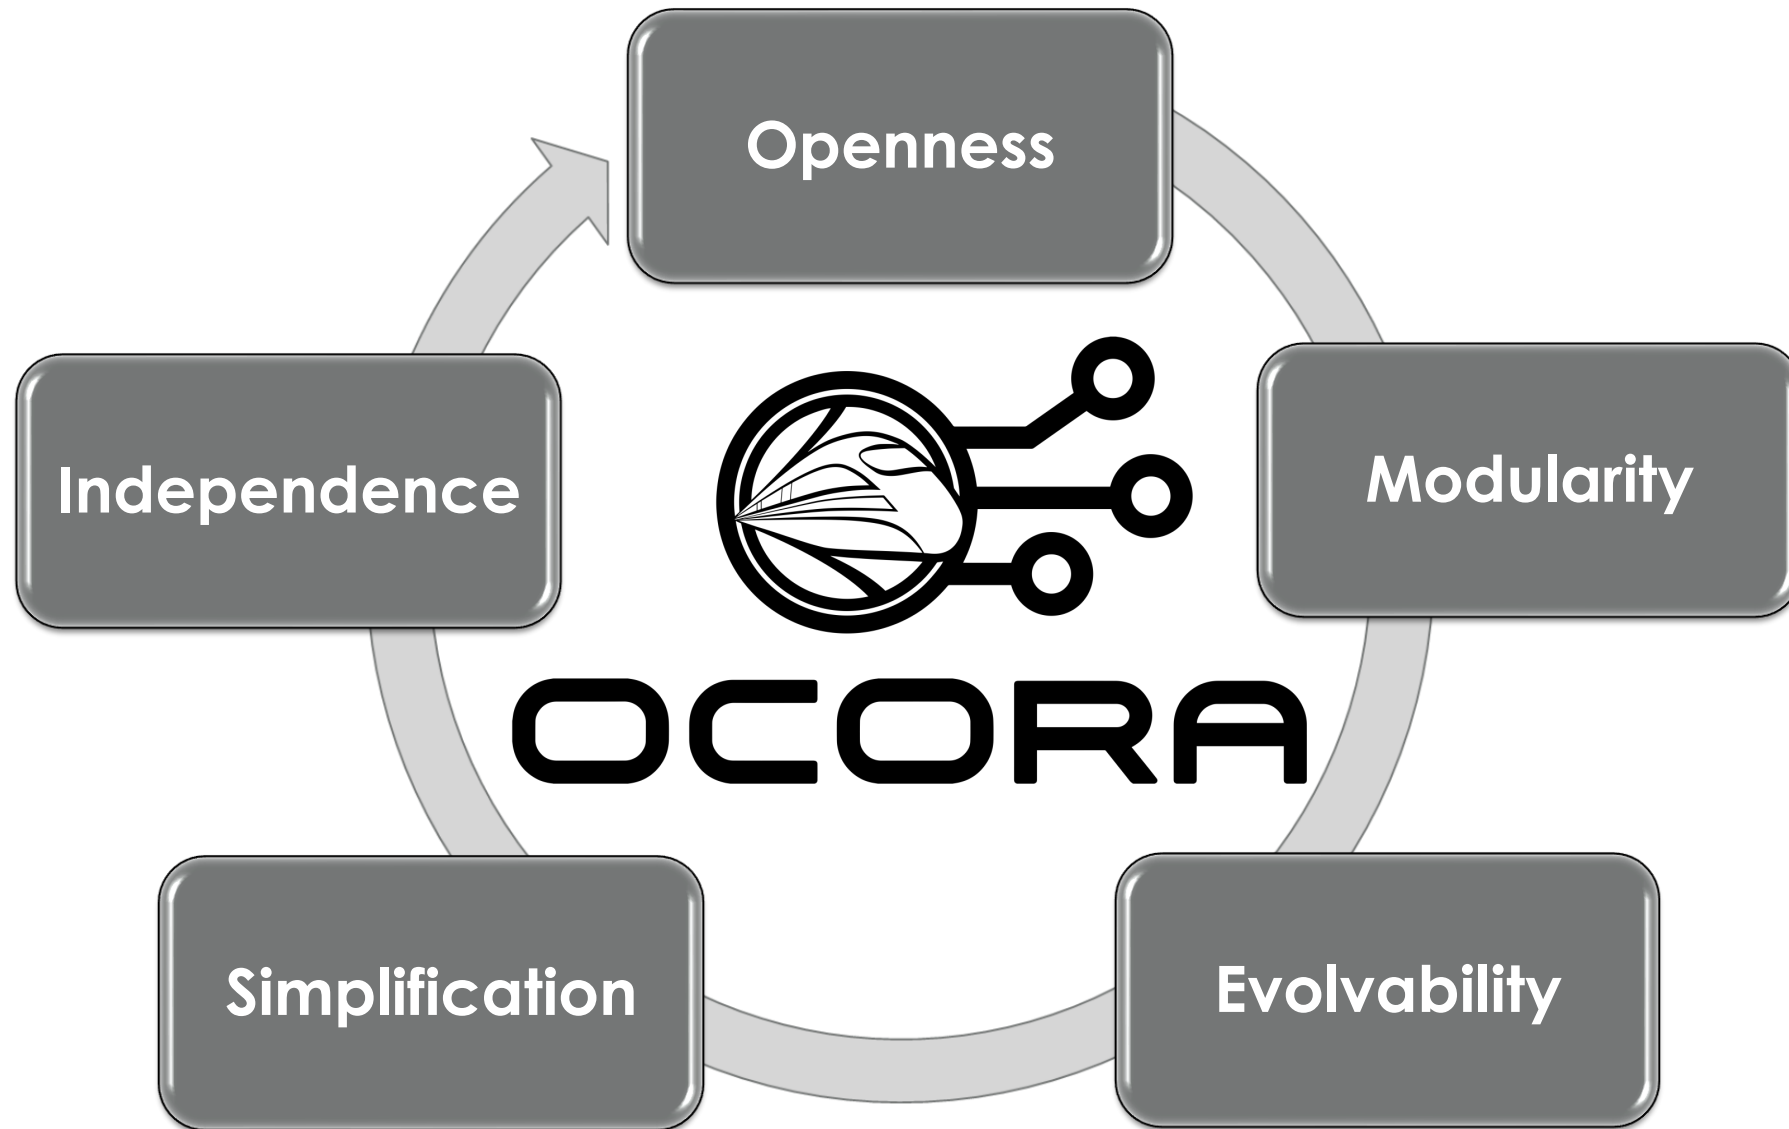 Openness
Independence
Modularity
OCORA
Simplification
Evolvability